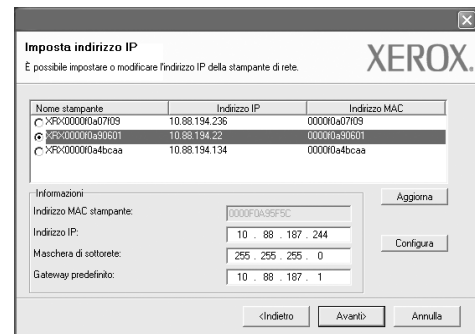 Imposta indirizzo IP
È possibile impostare o modificare l'indirizzo IP della stampante di rete.
XEROX.
Nome stampante Indirizzo IP Indirizzo MAC
XRX0000f0a07f09 10.88.194.236 0000f0a07f09
XRX0000f0a90601 10.88.194.22 0000f0a90601
XRX0000f0a4bcaa 10.88.194.134 0000f0a4bcaa
Informazioni
Aggiorna
Indirizzo MAC stampante: 0000F0A95F5C
Indirizzo IP: 10 . 88 . 187 . 244
Configura
Maschera di sottorete: 255 . 255 . 255 . 0
Gateway predefinito: 10 . 88 . 187 . 1
<Indietro Avanti> Annulla